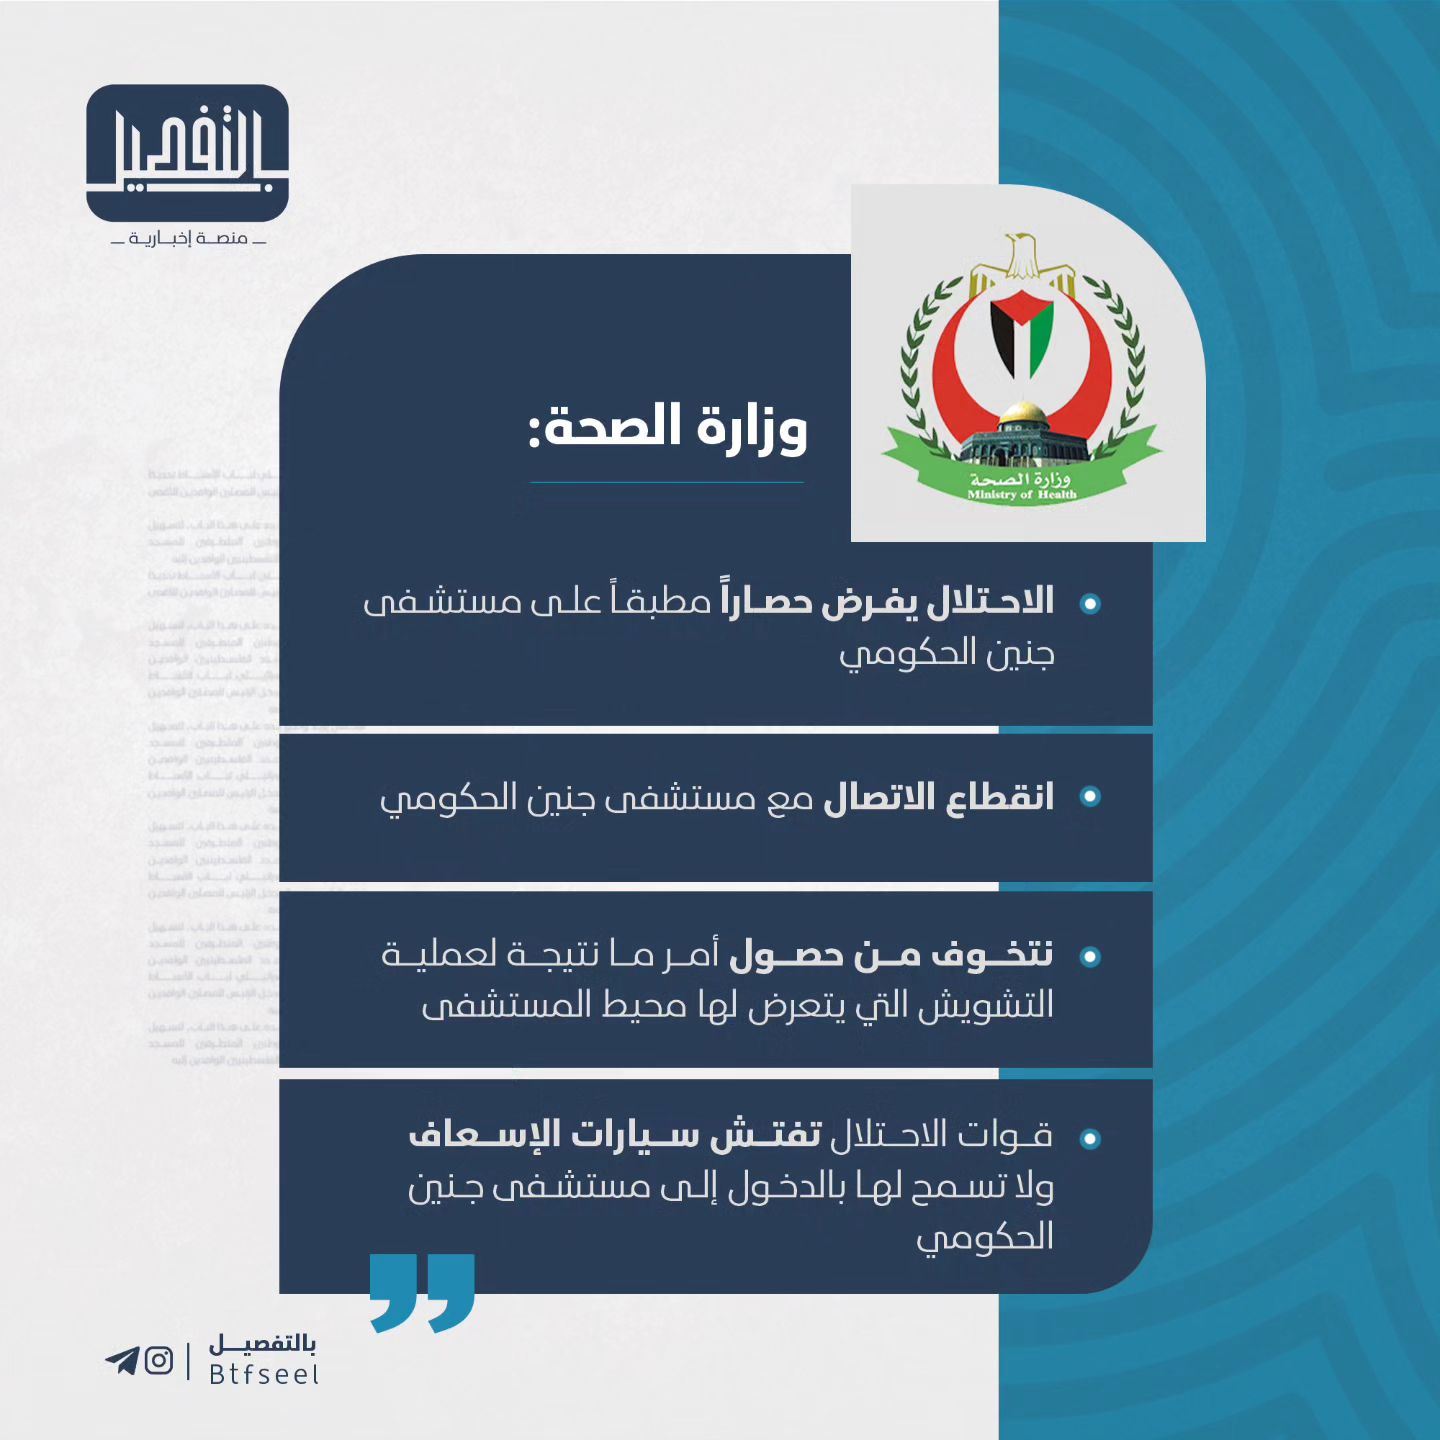 بالتفصيل
منصة إخبارية
وزارة الصحة
Ministry of Health
وزارة الصحة:
الاحتلال يفرض حصاراً مطبقاً على مستشفى
جنين الحكومي
انقطاع الاتصال مع مستشفى جنين الحكومي
نتخوف من حصول أمر ما نتيجة لعملية
التشويش التي يتعرض لها محيط المستشفى
قوات الاحتلال تفتش سيارات الإسعاف
ولا تسمح لها بالدخول إلى مستشفى جنين
الحكومي
بالتفصيل
Btfseel